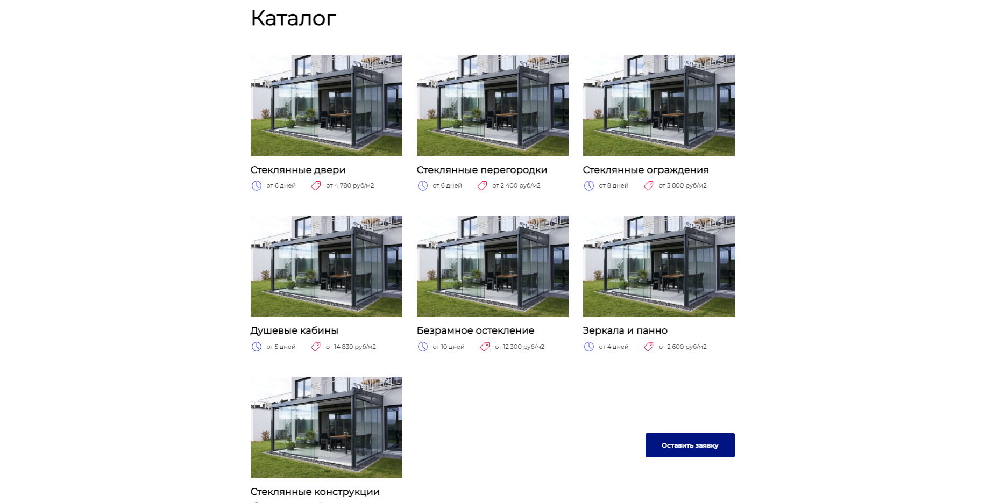 Каталог
Стеклянные двери
от 6 дней от 4 780 руб/м2
Стеклянные перегородки
от 6 дней от 2 400 руб/м2
Стеклянные ограждения
от 8 дней от 3 800 руб/м2
Душевые кабины
от 5 дней от 14 830 руб/м2
Безрамное остекление
от 10 дней от 12 300 руб/м2
Зеркала и панно
от 4 дней от 2 600 руб/м2
Стеклянные конструкции
Оставить заявку